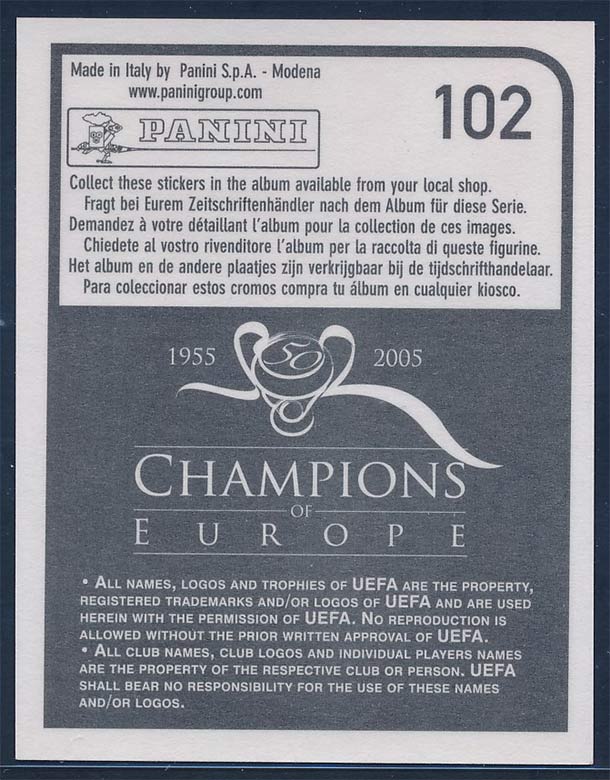 Made in Italy by Panini S.p.A. - Modena
www.paninigroup.com
102
PANINI
Collect these stickers in the album available from your local shop.
Fragt bei Eurem Zeitschriftenhändler nach dem Album für diese Serie.
Demandez à votre détaillant l'album pour la collection de ces images.
Chiedete al vostro rivenditore l'album per la raccolta di queste figurine.
Het album en de andere plaatjes zijn verkrijgbaar bij de tijdschrifthandelaar.
Para coleccionar estos cromos compra tu álbum en cualquier kiosco.
1955 50 2005
CHAMPIONS
OF
EUROPE
• ALL NAMES, LOGOS AND TROPHIES OF UEFA ARE THE PROPERTY,
REGISTERED TRADEMARKS AND/OR LOGOS OF UEFA AND ARE USED
HEREIN WITH THE PERMISSION OF UEFA. NO REPRODUCTION IS
ALLOWED WITHOUT THE PRIOR WRITTEN APPROVAL OF UEFA.
• ALL CLUB NAMES, CLUB LOGOS AND INDIVIDUAL PLAYERS NAMES
ARE THE PROPERTY OF THE RESPECTIVE CLUB OR PERSON. UEFA
SHALL BEAR NO RESPONSIBILITY FOR THE USE OF THESE NAMES
AND/OR LOGOS.